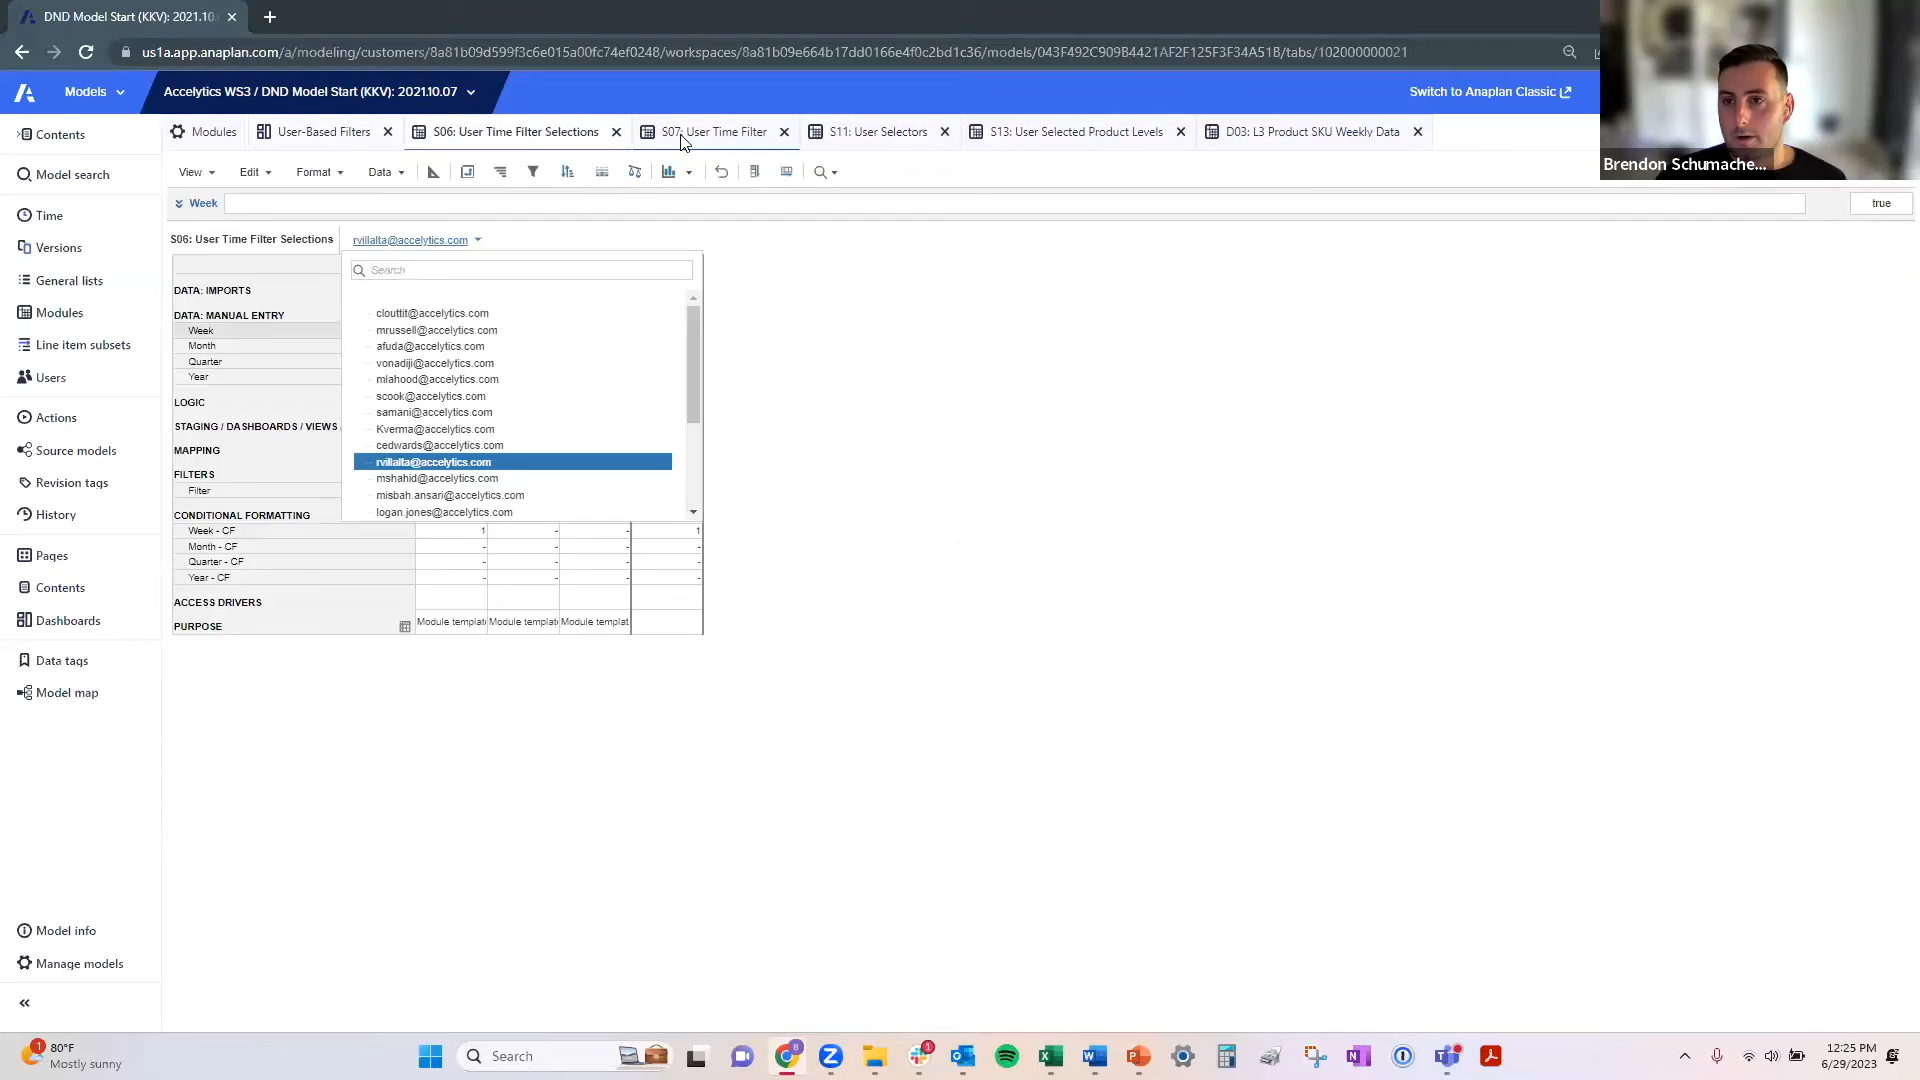 DND Model Start (KKV): 2021.10.
us1a.app.anaplan.com/a/modeling/customers/8a81b09d599f3c6e015a00fc74ef0248/workspaces/8a81b09e664b17dd0166e4f0c2bd1c36/models/043F492C909B4421AF2F125F3F34A51B/tabs/102000000021
Models
Accelytics WS3 / DND Model Start (KKV): 2021.10.07
Switch to Anaplan Classic
Brendon Schumache...
Contents
Modules
User-Based Filters
S06: User Time Filter Selections
S07: User Time Filter
S11: User Selectors
S13: User Selected Product Levels
D03: L3 Product SKU Weekly Data
Model search
View
Edit
Format
Data
Week
true
Time
Versions
General lists
Modules
Line item subsets
Users
Actions
Source models
Revision tags
History
Pages
Contents
Dashboards
Data tags
Model map
Model info
Manage models
S06: User Time Filter Selections
rvillalta@accelytics.com
Search
DATA: IMPORTS
DATA: MANUAL ENTRY
Week
Month
Quarter
Year
LOGIC
STAGING / DASHBOARDS / VIEWS
MAPPING
FILTERS
Filter
CONDITIONAL FORMATTING
clouttit@accelytics.com
mrussell@accelytics.com
afuda@accelytics.com
vonadiji@accelytics.com
mlahood@accelytics.com
scook@accelytics.com
samani@accelytics.com
Kverma@accelytics.com
cedwards@accelytics.com
rvillalta@accelytics.com
mshahid@accelytics.com
misbah.ansari@accelytics.com
logan.jones@accelytics.com
Week - CF 1 - - 1
Month - CF - - - -
Quarter - CF - - - -
Year - CF - - - -
ACCESS DRIVERS
PURPOSE Module templat Module templat Module templat
1
80°F
Mostly sunny
Search
1
12:25 PM
6/29/2023